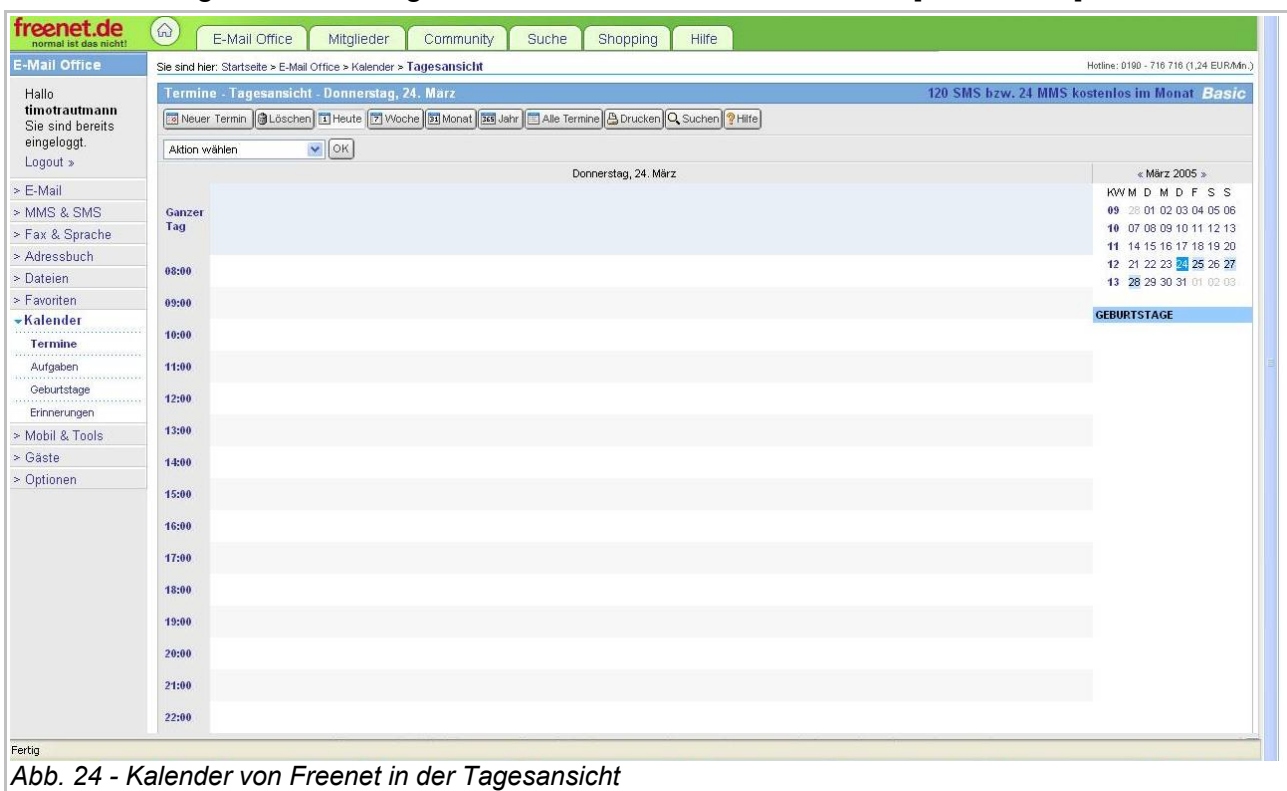 freenet.de
normal ist das nicht!
E-Mail Office Mitglieder Community Suche Shopping Hilfe
E-Mail Office
Sie sind hier: Startseite > E-Mail Office > Kalender > Tagesansicht
Hotline: 0190 - 716 716 (1,24 EUR/Min.)
Hallo
timotrautmann
Sie sind bereits
eingeloggt.
Logout »
> E-Mail
> MMS & SMS
> Fax & Sprache
> Adressbuch
> Dateien
> Favoriten
Kalender
Termine
Aufgaben
Geburtstage
Erinnerungen
> Mobil & Tools
> Gäste
> Optionen
Termine - Tagesansicht - Donnerstag, 24. März
120 SMS bzw. 24 MMS kostenlos im Monat Basic
Neuer Termin Löschen 1 Heute 7 Woche 31 Monat 365 Jahr Alle Termine Drucken Suchen ? Hilfe
Aktion wählen OK
Donnerstag, 24. März
Ganzer
Tag
08:00
09:00
10:00
11:00
12:00
13:00
14:00
15:00
16:00
17:00
18:00
19:00
20:00
21:00
22:00
« März 2005 »
KW M D M D F S S
09 28 01 02 03 04 05 06
10 07 08 09 10 11 12 13
11 14 15 16 17 18 19 20
12 21 22 23 24 25 26 27
13 28 29 30 31 01 02 03
GEBURTSTAGE
Fertig
Abb. 24 - Kalender von Freenet in der Tagesansicht